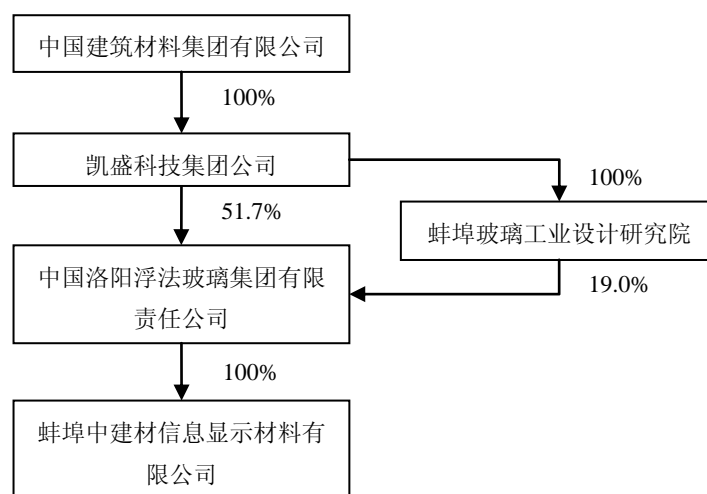 中国建筑材料集团有限公司
100%
凯盛科技集团公司
100%
51.7%
蚌埠玻璃工业设计研究院
中国洛阳浮法玻璃集团有限
责任公司
19.0%
100%
蚌埠中建材信息显示材料有
限公司